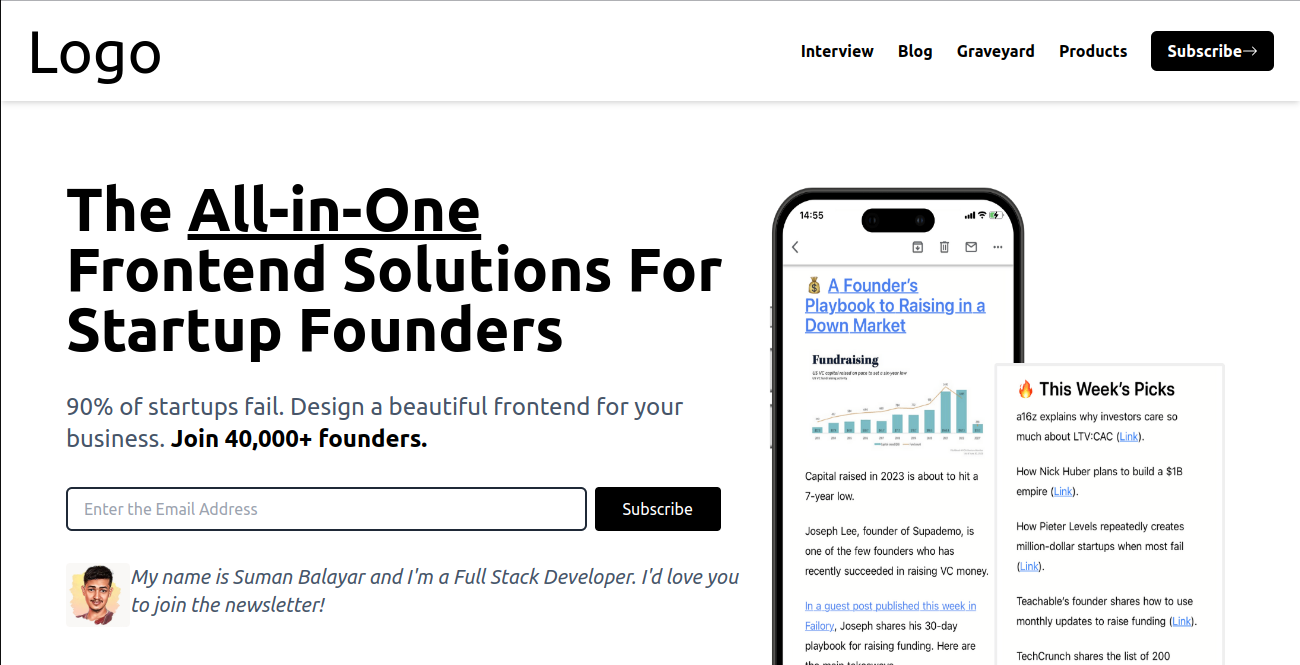 Logo
Interview Blog Graveyard Products Subscribe→
The All-in-One
Frontend Solutions For
Startup Founders
90% of startups fail. Design a beautiful frontend for your
business. Join 40,000+ founders.
Enter the Email Address
Subscribe
My name is Suman Balayar and I'm a Full Stack Developer. I'd love you
to join the newsletter!
14:55
💰 A Founder's
Playbook to Raising in a
Down Market
Fundraising
US VC capital raised on pace to set a six-year low
Capital raised in 2023 is about to hit a
7-year low.
Joseph Lee, founder of Supademo, is
one of the few founders who has
recently succeeded in raising VC money.
In a guest post published this week in
Failory, Joseph shares his 30-day
playbook for raising funding. Here are
the main takeaways
🔥 This Week's Picks
a16z explains why investors care so
much about LTV:CAC (Link).
How Nick Huber plans to build a $1B
empire (Link).
How Pieter Levels repeatedly creates
million-dollar startups when most fail
(Link).
Teachable's founder shares how to use
monthly updates to raise funding (Link).
TechCrunch shares the list of 200